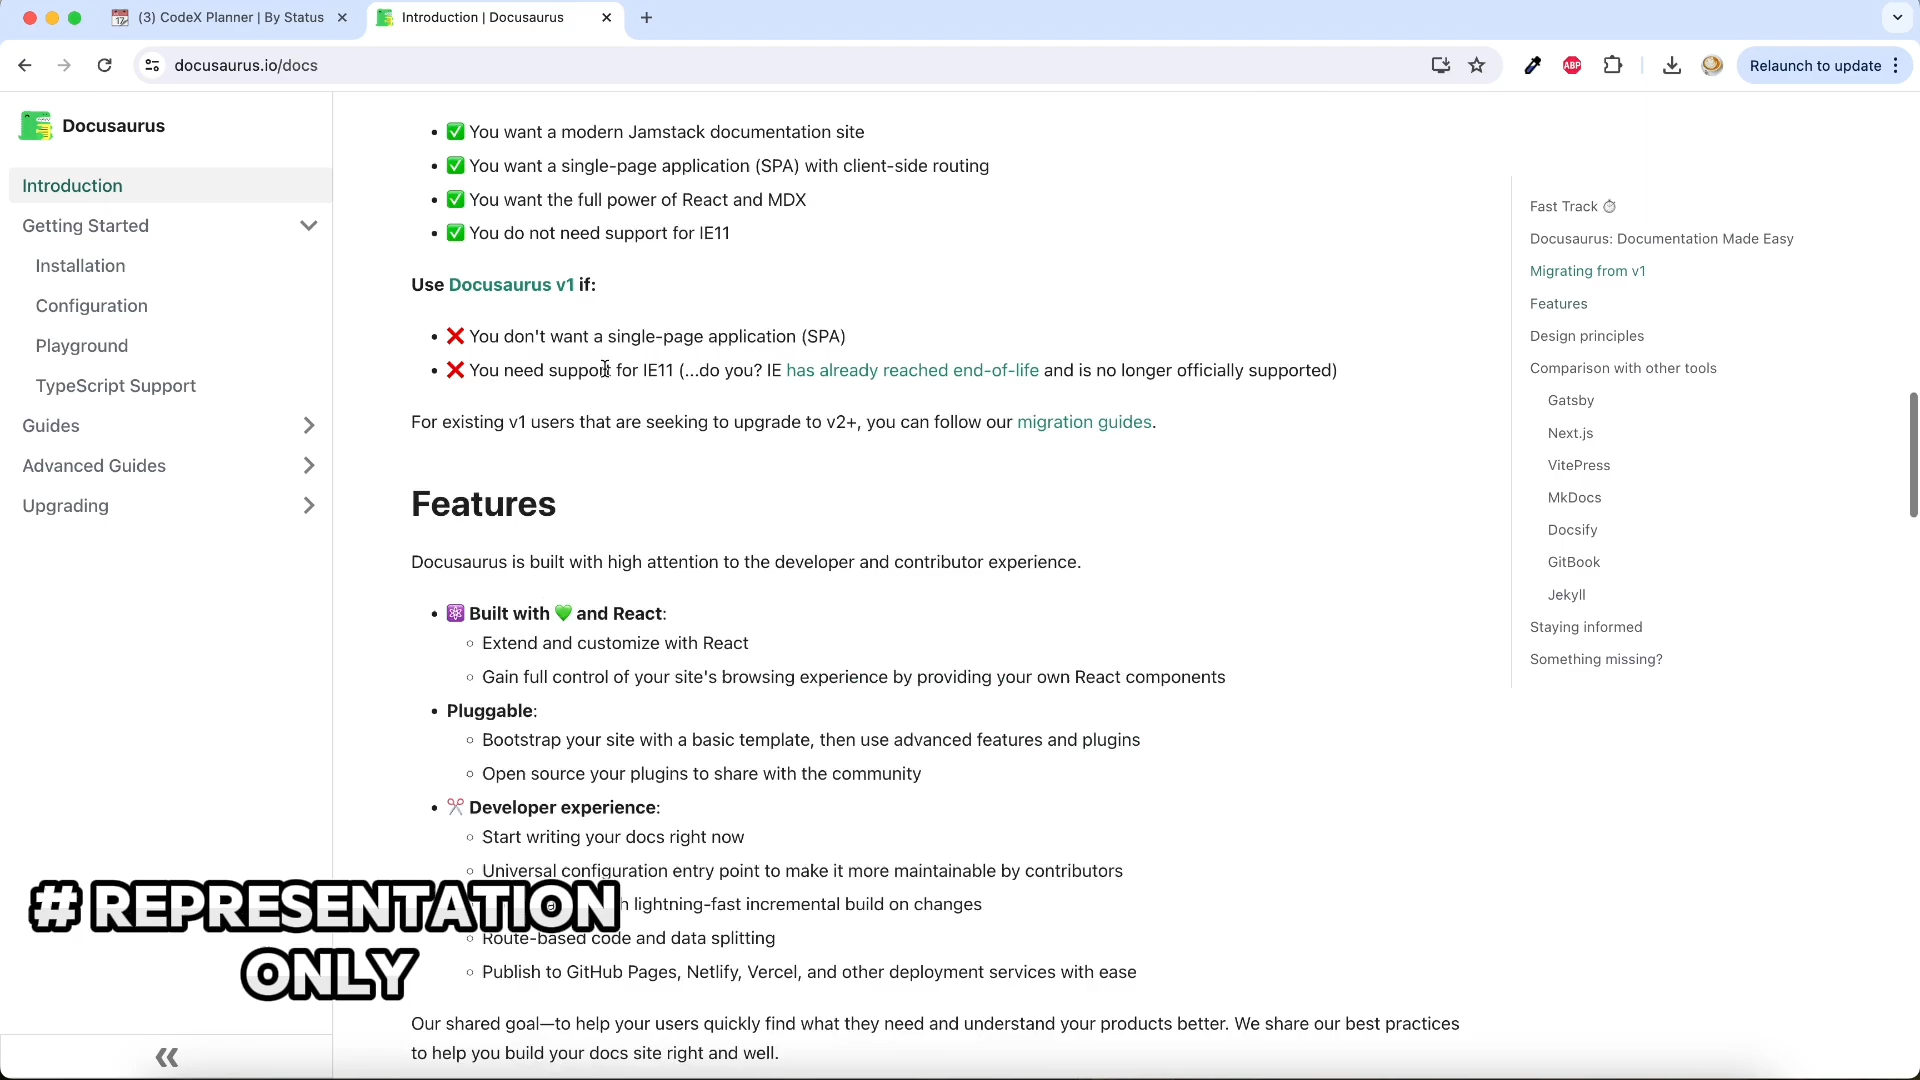 (3) CodeX Planner | By Status
Introduction | Docusaurus
docusaurus.io/docs
ABP
Relaunch to update
Docusaurus
Introduction
Getting Started
Installation
Configuration
Playground
TypeScript Support
Guides
Advanced Guides
Upgrading
You want a modern Jamstack documentation site
You want a single-page application (SPA) with client-side routing
You want the full power of React and MDX
You do not need support for IE11
Use Docusaurus v1 if:
You don't want a single-page application (SPA)
You need support for IE11 (...do you? IE has already reached end-of-life and is no longer officially supported)
For existing v1 users that are seeking to upgrade to v2+, you can follow our migration guides.
Features
Docusaurus is built with high attention to the developer and contributor experience.
Built with 💚 and React:
Extend and customize with React
Gain full control of your site's browsing experience by providing your own React components
Pluggable:
Bootstrap your site with a basic template, then use advanced features and plugins
Open source your plugins to share with the community
Developer experience:
Start writing your docs right now
Universal configuration entry point to make it more maintainable by contributors
lightning-fast incremental build on changes
Route-based code and data splitting
Publish to GitHub Pages, Netlify, Vercel, and other deployment services with ease
Our shared goal—to help your users quickly find what they need and understand your products better. We share our best practices
to help you build your docs site right and well.
Fast Track ⏱️
Docusaurus: Documentation Made Easy
Migrating from v1
Features
Design principles
Comparison with other tools
Gatsby
Next.js
VitePress
MkDocs
Docsify
GitBook
Jekyll
Staying informed
Something missing?
# REPRESENTATION
ONLY